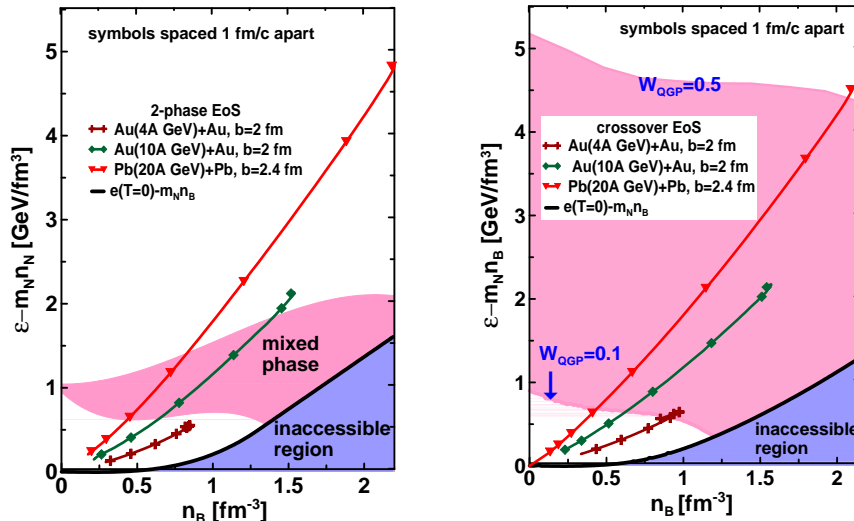 symbols spaced 1 fm/c apart
2-phase EoS
Au(4A GeV)+Au, b=2 fm
Au(10A GeV)+Au, b=2 fm
Pb(20A GeV)+Pb, b=2.4 fm
e(T=0)-m_N n_B
mixed
phase
inaccessible
region
ε-m_N n_N [GeV/fm³]
5
4
3
2
1
0
0 0.5 1 1.5 2
n_B [fm⁻³]
symbols spaced 1 fm/c apart
W_QGP=0.5
crossover EoS
Au(4A GeV)+Au, b=2 fm
Au(10A GeV)+Au, b=2 fm
Pb(20A GeV)+Pb, b=2.4 fm
e(T=0)-m_N n_B
W_QGP=0.1
inaccessible
region
ε-m_N n_B [GeV/fm³]
5
4
3
2
1
0
0 0.5 1 1.5 2
n_B [fm⁻³]